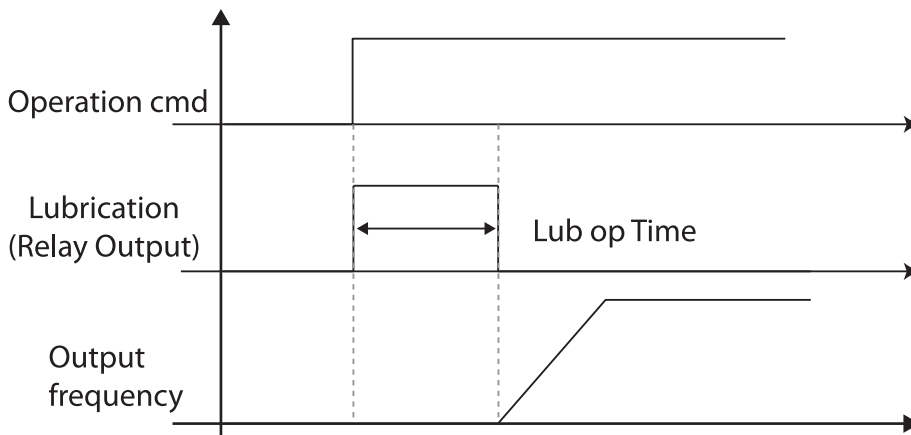 Operation cmd
Lubrication
(Relay Output)
Lub op Time
Output
frequency